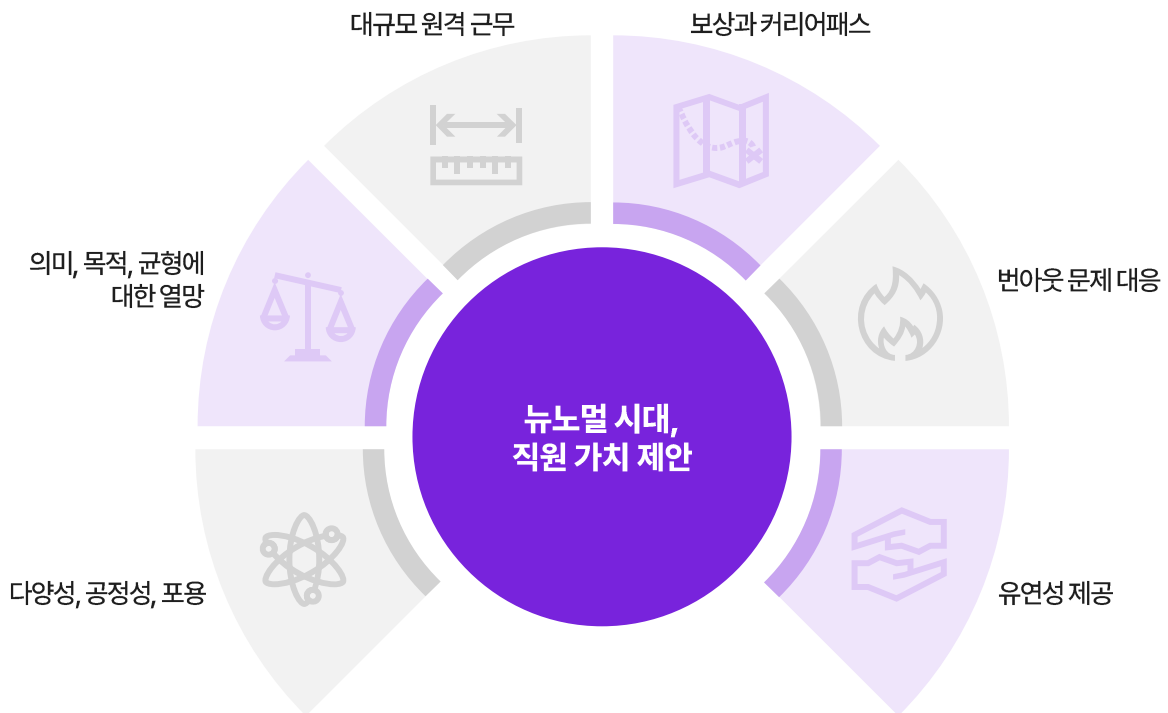 대규모 원격 근무
보상과 커리어패스
의미, 목적, 균형에
대한 열망
번아웃 문제 대응
뉴노멀 시대,
직원 가치 제안
다양성, 공정성, 포용
유연성 제공